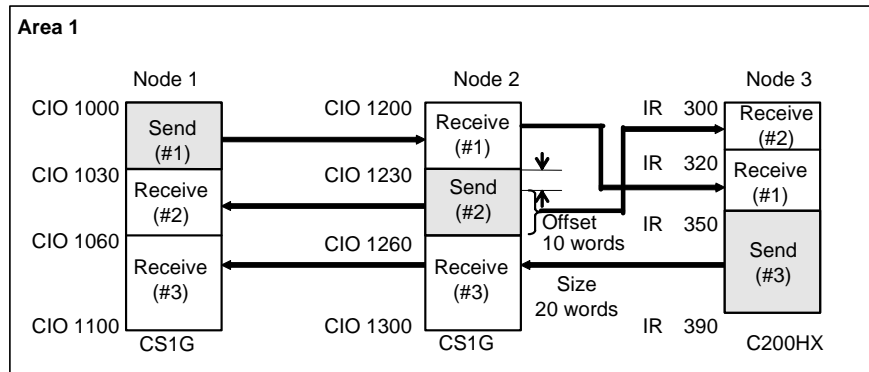 Area 1
Node 1
Node 2
Node 3
CIO 1000
CIO 1200
IR 300
Send
(#1)
Receive
(#1)
Receive
(#2)
CIO 1030
CIO 1230
IR 320
Receive
(#2)
Send
(#2)
Receive
(#1)
Offset
10 words
CIO 1060
CIO 1260
IR 350
Receive
(#3)
Receive
(#3)
Send
(#3)
Size
20 words
CIO 1100
CIO 1300
IR 390
CS1G
CS1G
C200HX